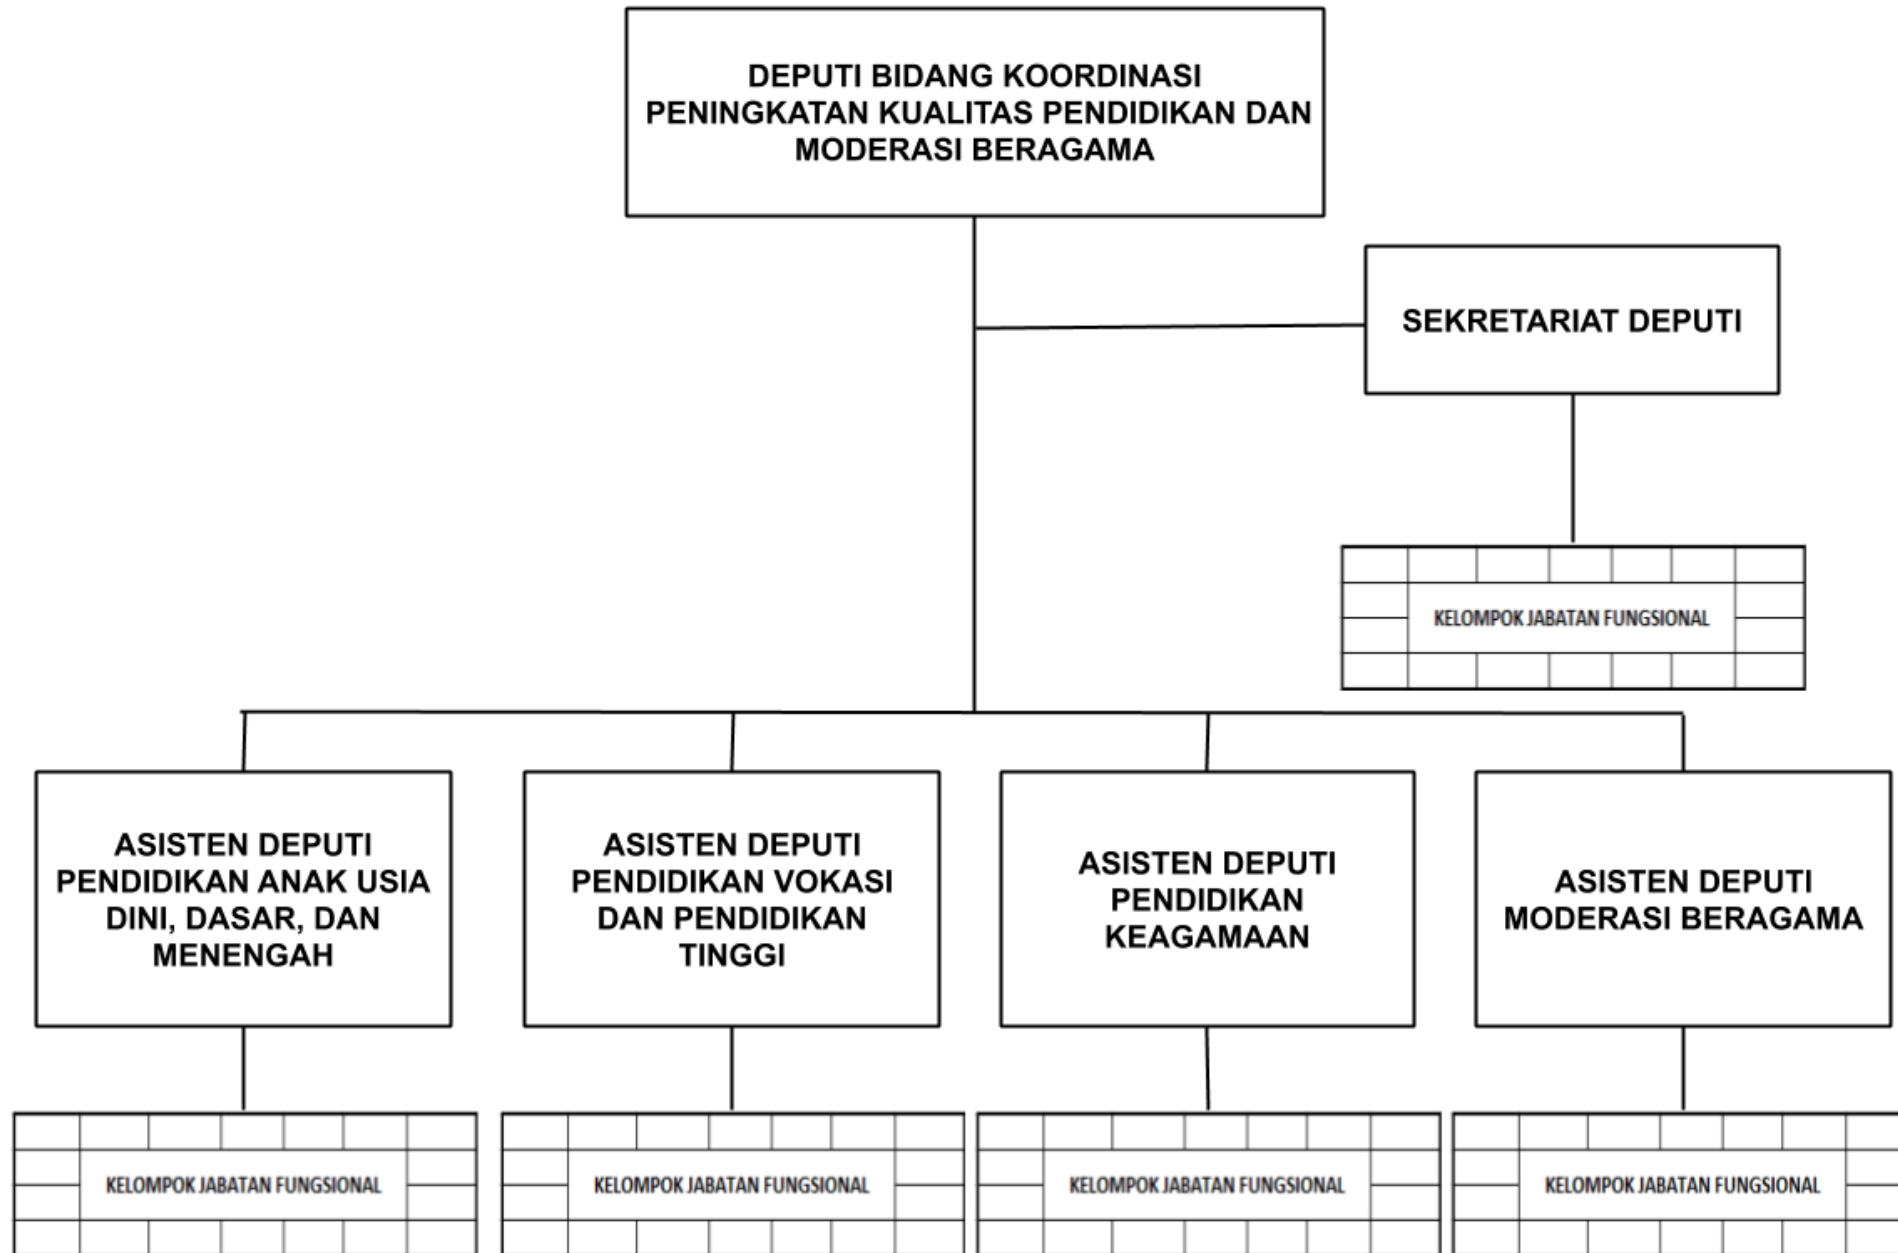 DEPUTI BIDANG KOORDINASI
PENINGKATAN KUALITAS PENDIDIKAN DAN
MODERASI BERAGAMA
SEKRETARIAT DEPUTI
KELOMPOK JABATAN FUNGSIONAL
ASISTEN DEPUTI
PENDIDIKAN ANAK USIA
DINI, DASAR, DAN
MENENGAH
ASISTEN DEPUTI
PENDIDIKAN VOKASI
DAN PENDIDIKAN
TINGGI
ASISTEN DEPUTI
PENDIDIKAN
KEAGAMAAN
ASISTEN DEPUTI
MODERASI BERAGAMA
KELOMPOK JABATAN FUNGSIONAL
KELOMPOK JABATAN FUNGSIONAL
KELOMPOK JABATAN FUNGSIONAL
KELOMPOK JABATAN FUNGSIONAL